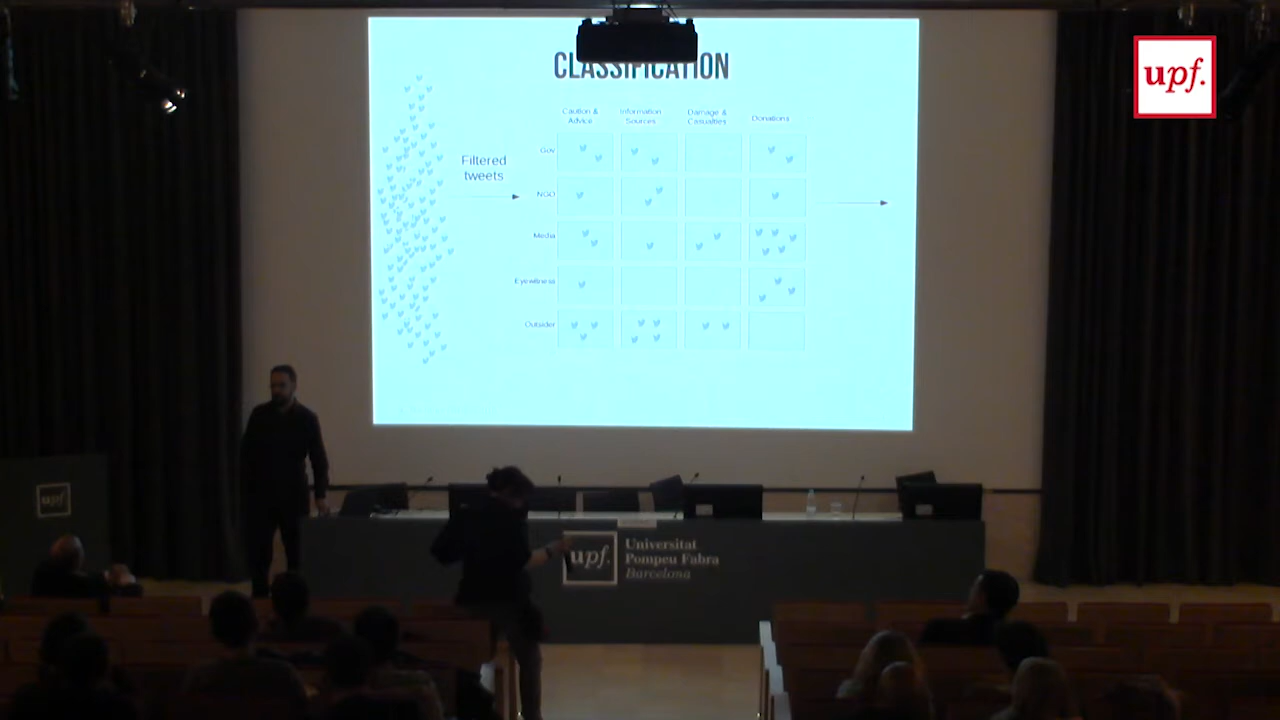 CLASSIFICATION
upf.
Caution &
Advice
Information
Sources
Damage &
Casualties
Donations
Filtered
tweets
Gov
NGO
Media
Eyewitness
Outsider
upf.
upf.
Universitat
Pompeu Fabra
Barcelona